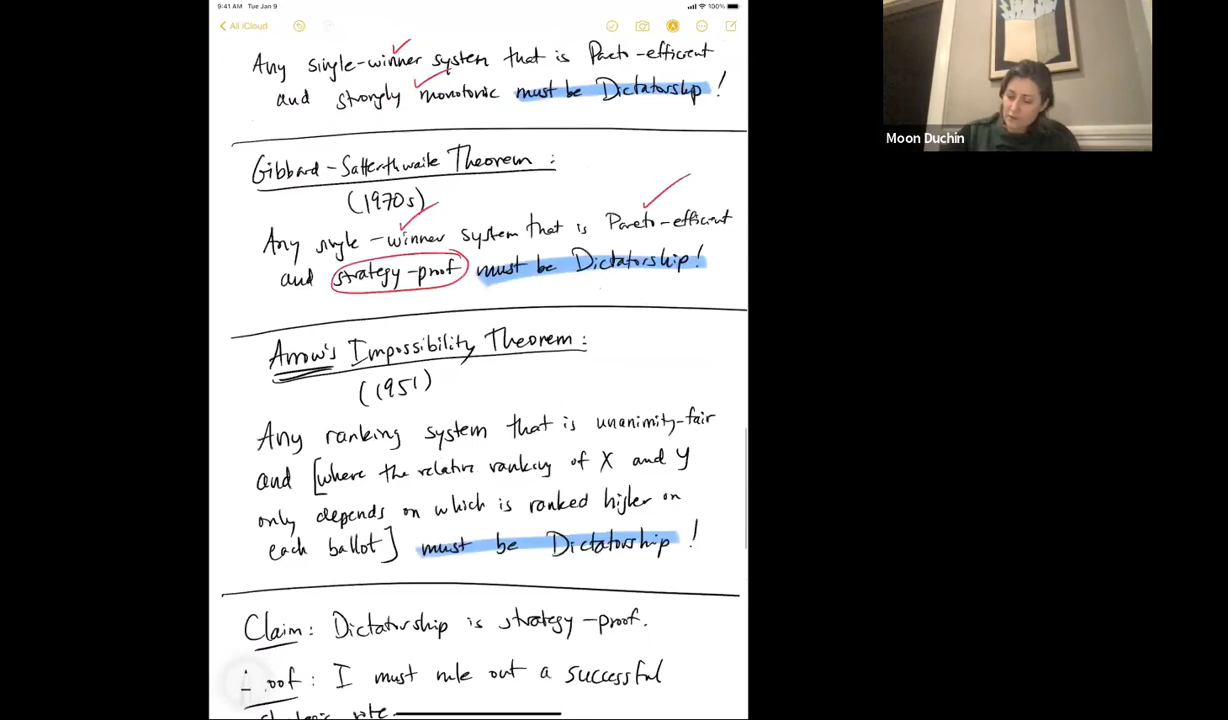 9:41 AM Tue Jan 9
100%
All iCloud
Any single-winner system that is Pareto-efficient
and strongly monotonic must be Dictatorship!
Gibbard-Satterthwaite Theorem:
(1970s)
Any single-winner system that is Pareto-efficient
and strategy-proof must be Dictatorship!
Arrow's Impossibility Theorem:
(1951)
Any ranking system that is unanimity-fair
and [where the relative ranking of X and Y
only depends on which is ranked higher on
each ballot] must be Dictatorship!
Claim: Dictatorship is strategy-proof.
oof: I must rule out a successful
Moon Duchin